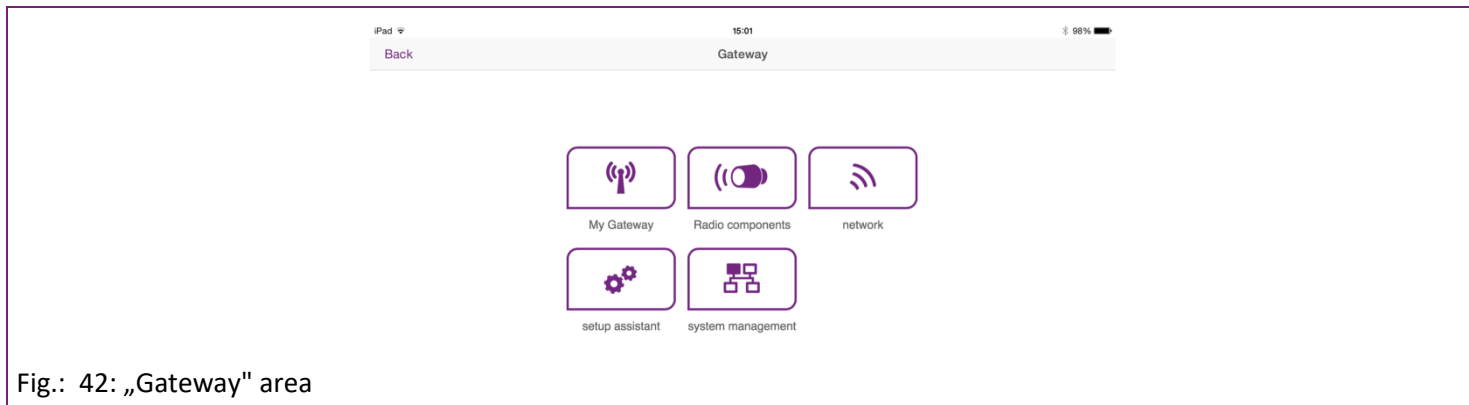 iPad 15:01 98%
Back Gateway
My Gateway Radio components network
setup assistant system management
Fig.: 42: „Gateway" area